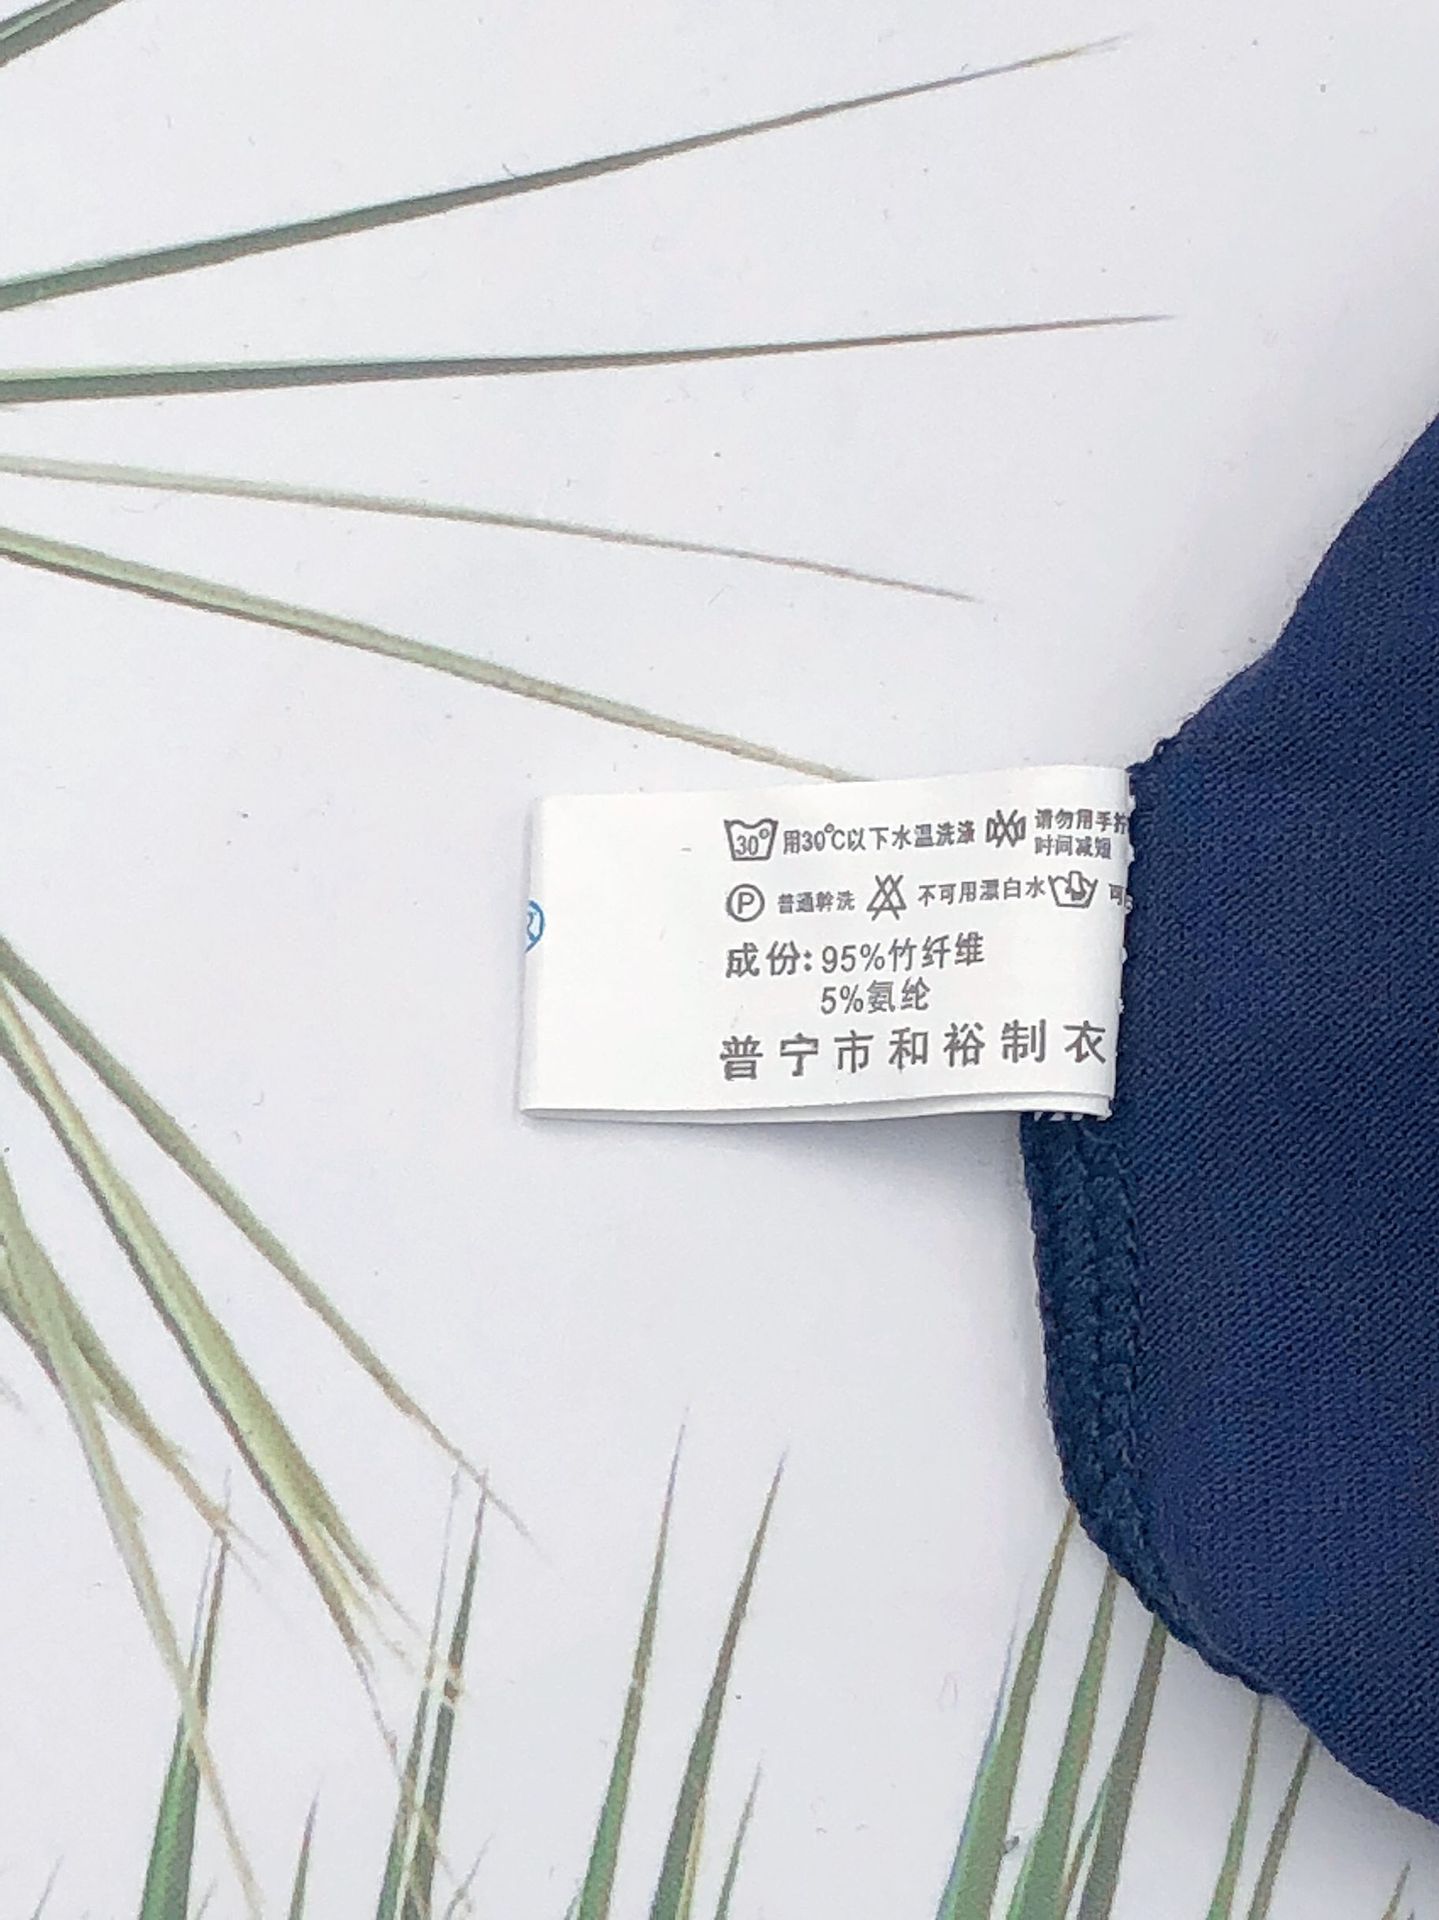 30° 用30℃以下水温洗涤 请勿用手拧
时间减短
P 普通幹洗 不可用漂白水 可
成份: 95%竹纤维
5%氨纶
普宁市和裕制衣